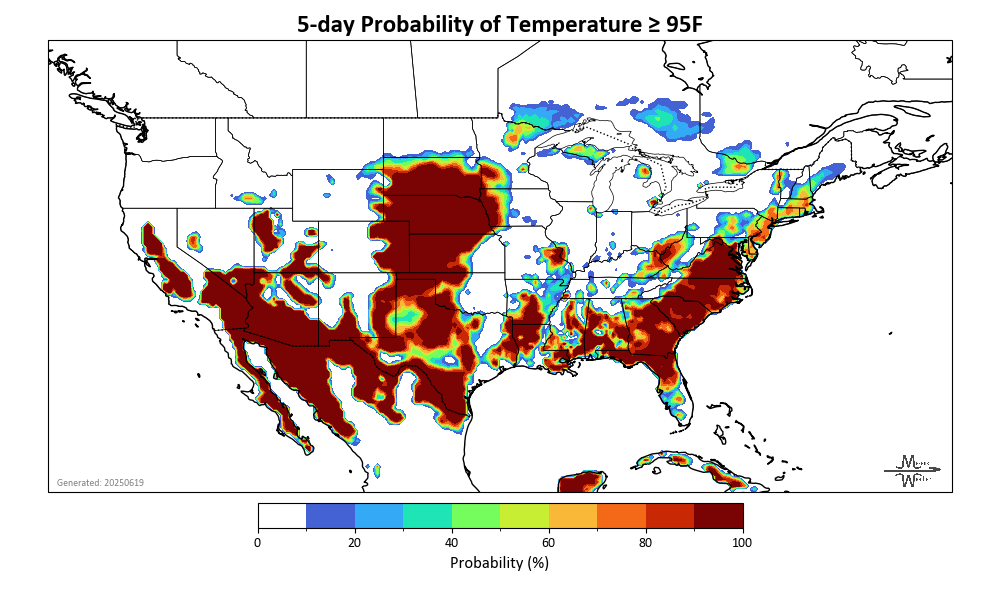 5-day Probability of Temperature ≥ 95F
Generated: 20250619
0 20 40 60 80 100
Probability (%)